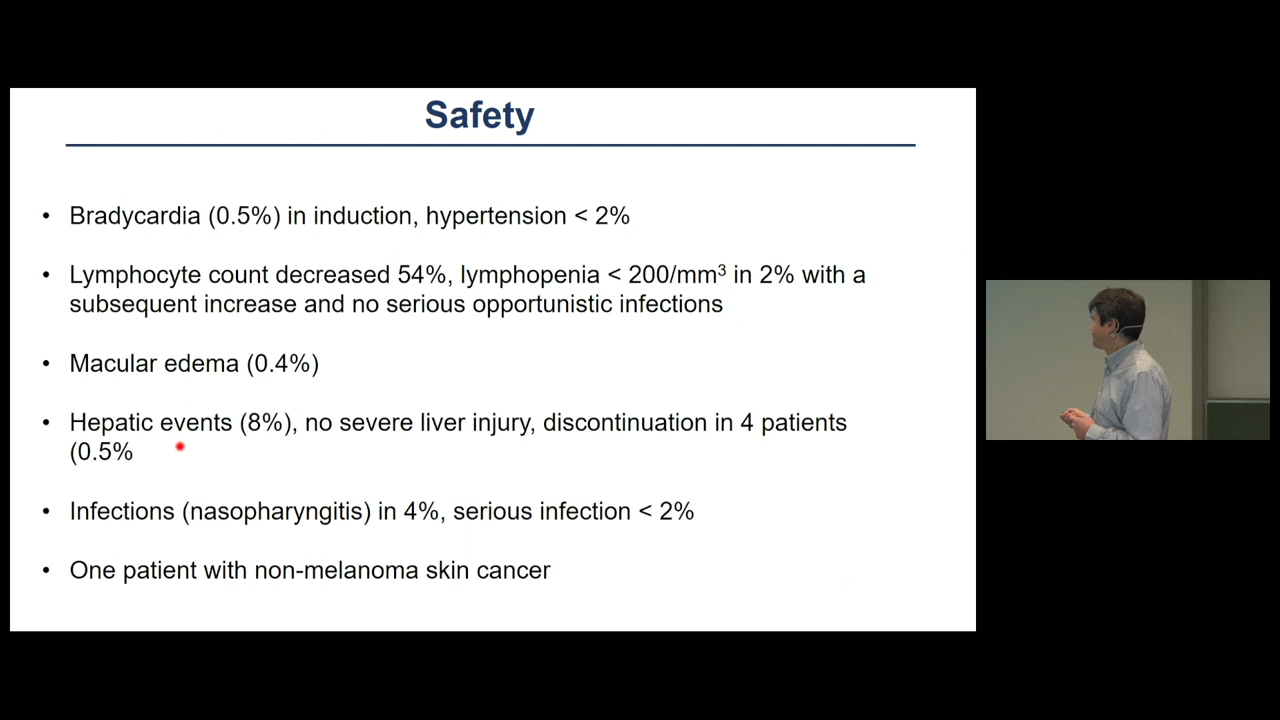 Safety
• Bradycardia (0.5%) in induction, hypertension < 2%
• Lymphocyte count decreased 54%, lymphopenia < 200/mm³ in 2% with a
subsequent increase and no serious opportunistic infections
• Macular edema (0.4%)
• Hepatic events (8%), no severe liver injury, discontinuation in 4 patients
(0.5%
• Infections (nasopharyngitis) in 4%, serious infection < 2%
• One patient with non-melanoma skin cancer